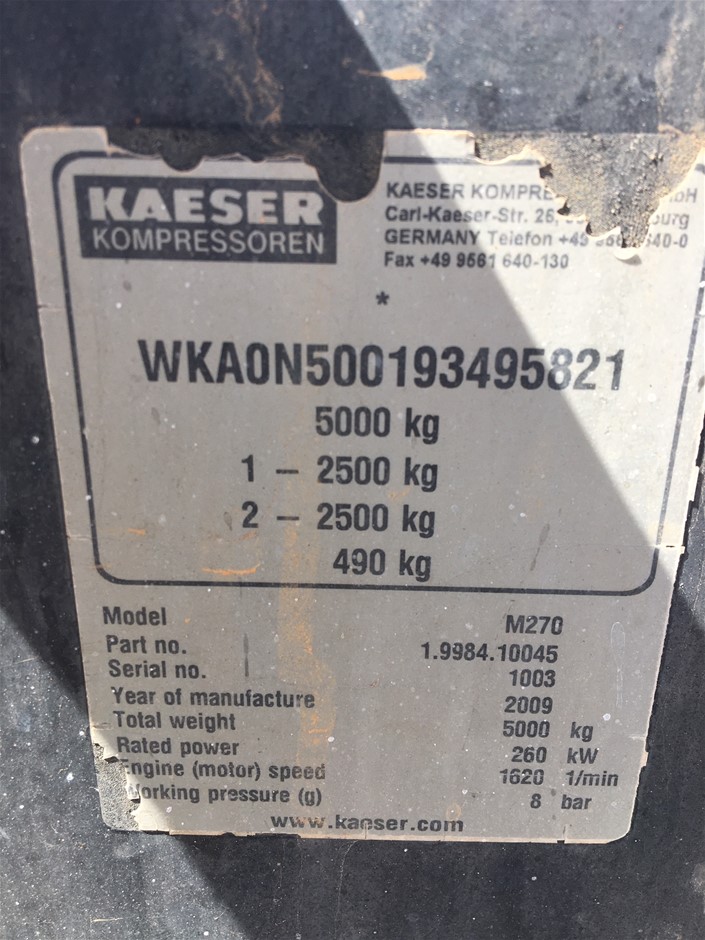 KAESER
KOMPRESSOREN
KAESER
Carl-Kaeser-Str. 26,
GERMANY Telefon +49
Fax +49 9561 640-130
*
WKA0N500193495821
5000 kg
1 – 2500 kg
2 – 2500 kg
490 kg
Model M270
Part no. 1.9984.10045
Serial no. 1003
Year of manufacture 2009
Total weight 5000 kg
Rated power 260 kW
Engine (motor) speed 1620 1/min
Working pressure (g) 8 bar
www.kaeser.com